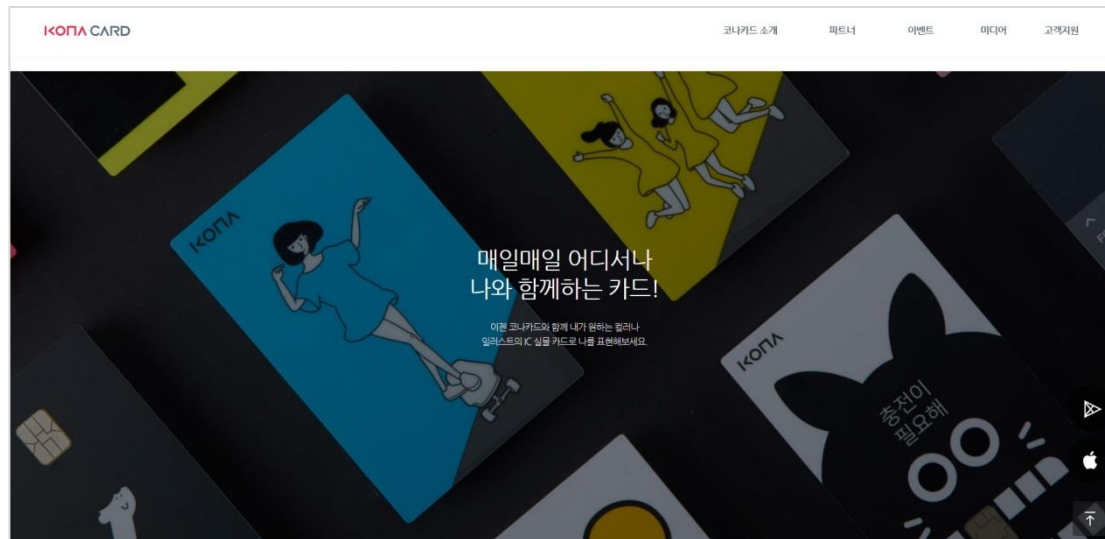 KONA CARD
코나카드 소개 파트너 이벤트 미디어 고객지원
KONA
매일매일 어디서나
나와 함께하는 카드!
이젠 코나카드와 함께 내가 원하는 컬러나
일러스트의 IC 실물 카드로 나를 표현해보세요.
KONA
충전이
필요해